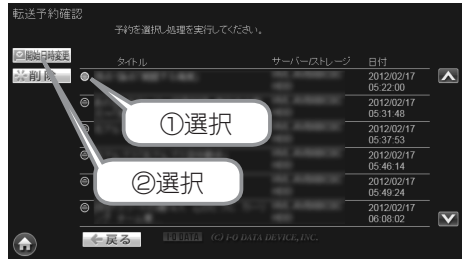 転送予約確認
予約を選択し処理を実行してください。
開始日時変更
削除
タイトル サーバー/ストレージ 日付
2012/02/17
05:22:00
2012/02/17
05:31:48
2012/02/17
05:37:53
2012/02/17
05:46:14
2012/02/17
05:49:24
2012/02/17
06:08:02
①選択
②選択
戻る
I-O DATA (C) I-O DATA DEVICE, INC.